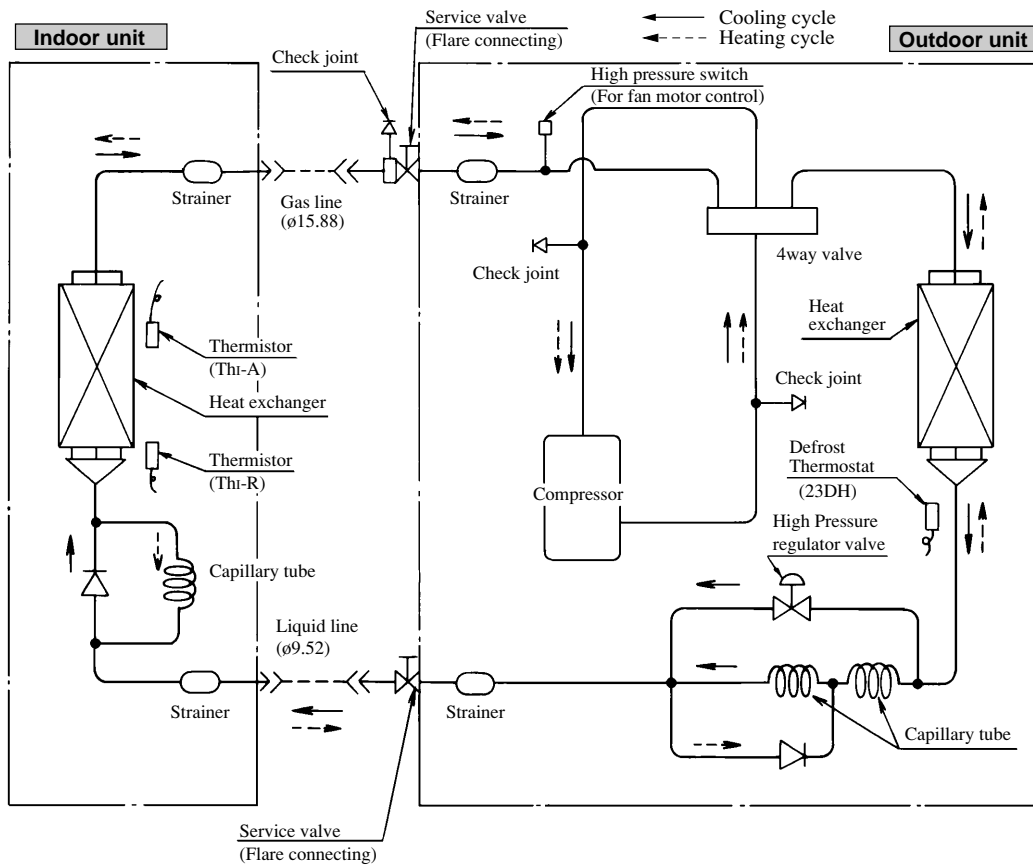 Indoor unit
Service valve
(Flare connecting)
Cooling cycle
Heating cycle
Outdoor unit
Check joint
High pressure switch
(For fan motor control)
Strainer
Gas line
(ø15.88)
Strainer
4way valve
Check joint
Heat
exchanger
Thermistor
(ThI-A)
Heat exchanger
Check joint
Thermistor
(ThI-R)
Defrost
Thermostat
(23DH)
Compressor
High Pressure
regulator valve
Capillary tube
Liquid line
(ø9.52)
Strainer
Strainer
Capillary tube
Service valve
(Flare connecting)